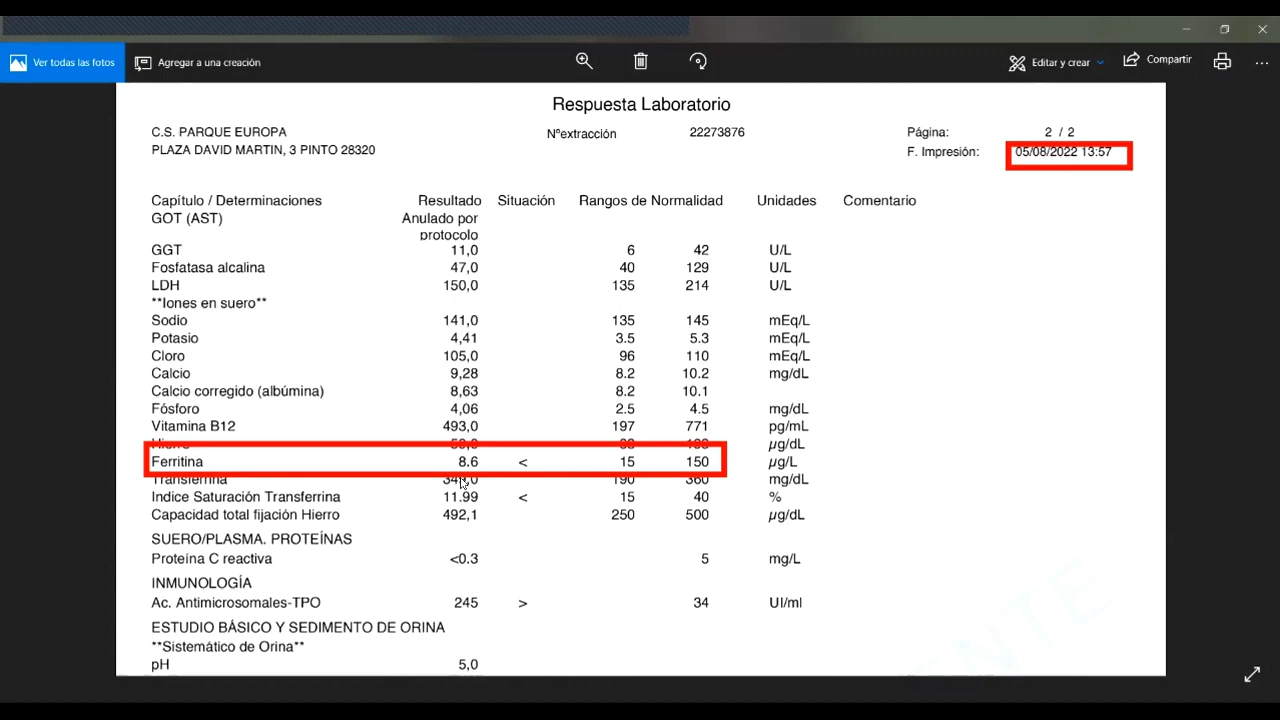 Ver todas las fotos Agregar a una creación Editar y crear Compartir
Respuesta Laboratorio
C.S. PARQUE EUROPA Nºextracción 22273876 Página: 2 / 2
PLAZA DAVID MARTIN, 3 PINTO 28320 F. Impresión: 05/08/2022 13:57
Capítulo / Determinaciones Resultado Situación Rangos de Normalidad Unidades Comentario
GOT (AST) Anulado por
protocolo
GGT 11,0 6 42 U/L
Fosfatasa alcalina 47,0 40 129 U/L
LDH 150,0 135 214 U/L
**Iones en suero**
Sodio 141,0 135 145 mEq/L
Potasio 4,41 3.5 5.3 mEq/L
Cloro 105,0 96 110 mEq/L
Calcio 9,28 8.2 10.2 mg/dL
Calcio corregido (albúmina) 8,63 8.2 10.1
Fósforo 4,06 2.5 4.5 mg/dL
Vitamina B12 493,0 197 771 pg/mL
Hierro µg/dL
Ferritina 8.6 < 15 150 µg/L
Transferrina 190 360 mg/dL
Indice Saturación Transferrina 11.99 < 15 40 %
Capacidad total fijación Hierro 492,1 250 500 µg/dL
SUERO/PLASMA. PROTEÍNAS
Proteína C reactiva <0.3 5 mg/L
INMUNOLOGÍA
Ac. Antimicrosomales-TPO 245 > 34 UI/ml
ESTUDIO BÁSICO Y SEDIMENTO DE ORINA
**Sistemático de Orina**
pH 5,0